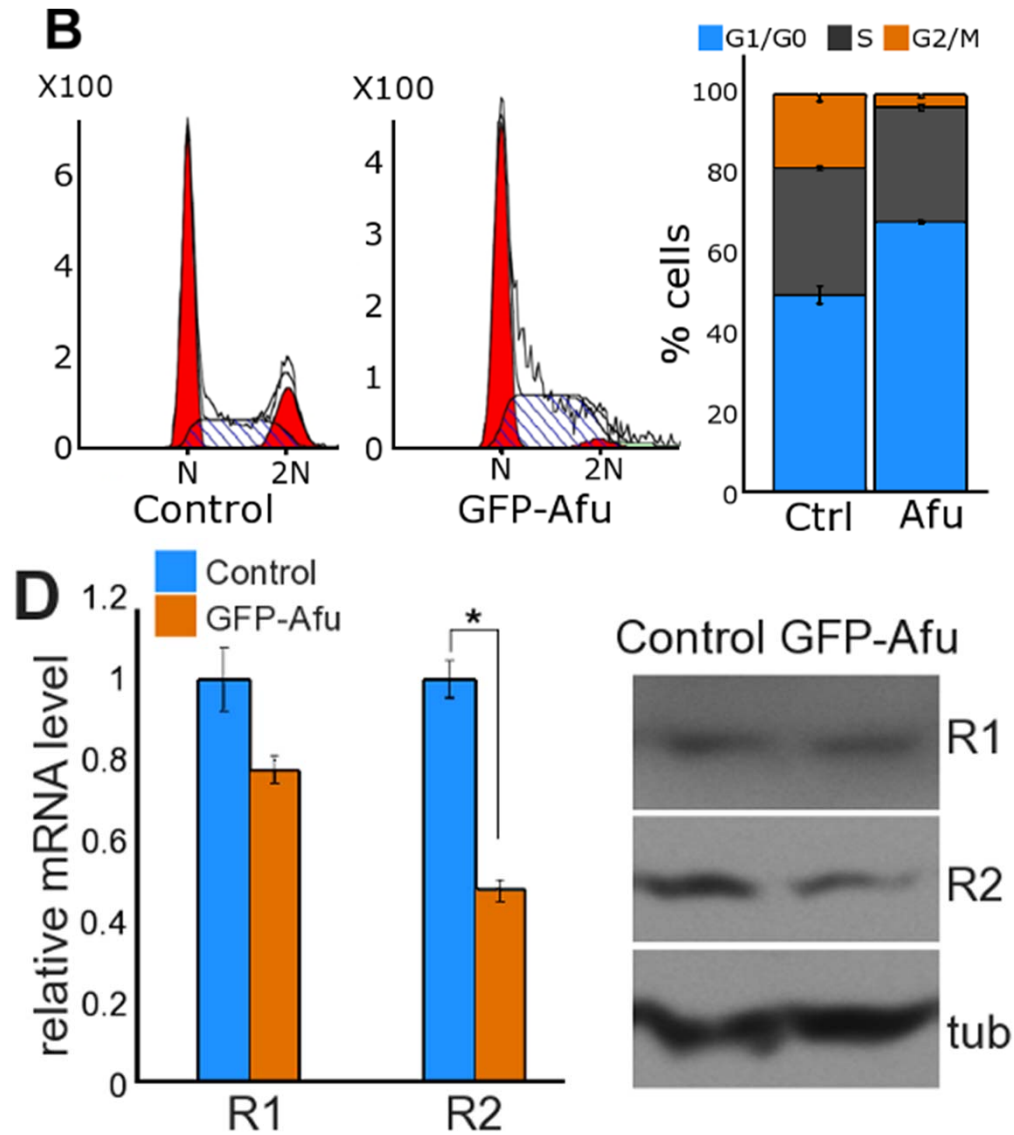 B
X100
6
4
2
0
N 2N
Control
X100
4
3
2
1
0
N 2N
GFP-Afu
G1/G0 S G2/M
% cells
100
80
60
40
20
0
Ctrl Afu
D
Control
GFP-Afu
relative mRNA level
1.2
1
0.8
0.6
0.4
0.2
0
*
R1 R2
Control GFP-Afu
R1
R2
tub